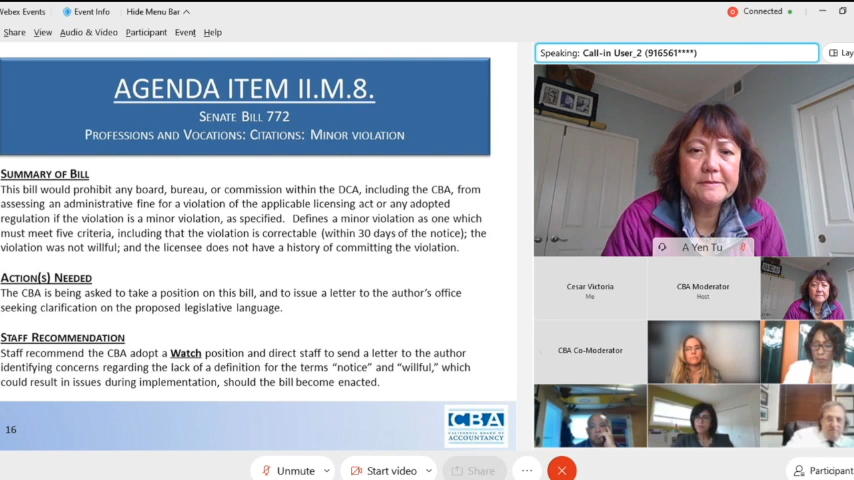 Webex Events
Event Info
Hide Menu Bar
Connected
Share View Audio & Video Participant Event Help
AGENDA ITEM II.M.8.
SENATE BILL 772
PROFESSIONS AND VOCATIONS: CITATIONS: MINOR VIOLATION
SUMMARY OF BILL
This bill would prohibit any board, bureau, or commission within the DCA, including the CBA, from
assessing an administrative fine for a violation of the applicable licensing act or any adopted
regulation if the violation is a minor violation, as specified. Defines a minor violation as one which
must meet five criteria, including that the violation is correctable (within 30 days of the notice); the
violation was not willful; and the licensee does not have a history of committing the violation.
ACTION(S) NEEDED
The CBA is being asked to take a position on this bill, and to issue a letter to the author's office
seeking clarification on the proposed legislative language.
STAFF RECOMMENDATION
Staff recommend the CBA adopt a Watch position and direct staff to send a letter to the author
identifying concerns regarding the lack of a definition for the terms "notice" and "willful," which
could result in issues during implementation, should the bill become enacted.
16
CBA
CALIFORNIA BOARD OF
ACCOUNTANCY
Speaking: Call-in User_2 (916561****)
Lay
A Yen Tu
Cesar Victoria
Me
CBA Moderator
Host
CBA Co-Moderator
Unmute
Start video
Share
Participant